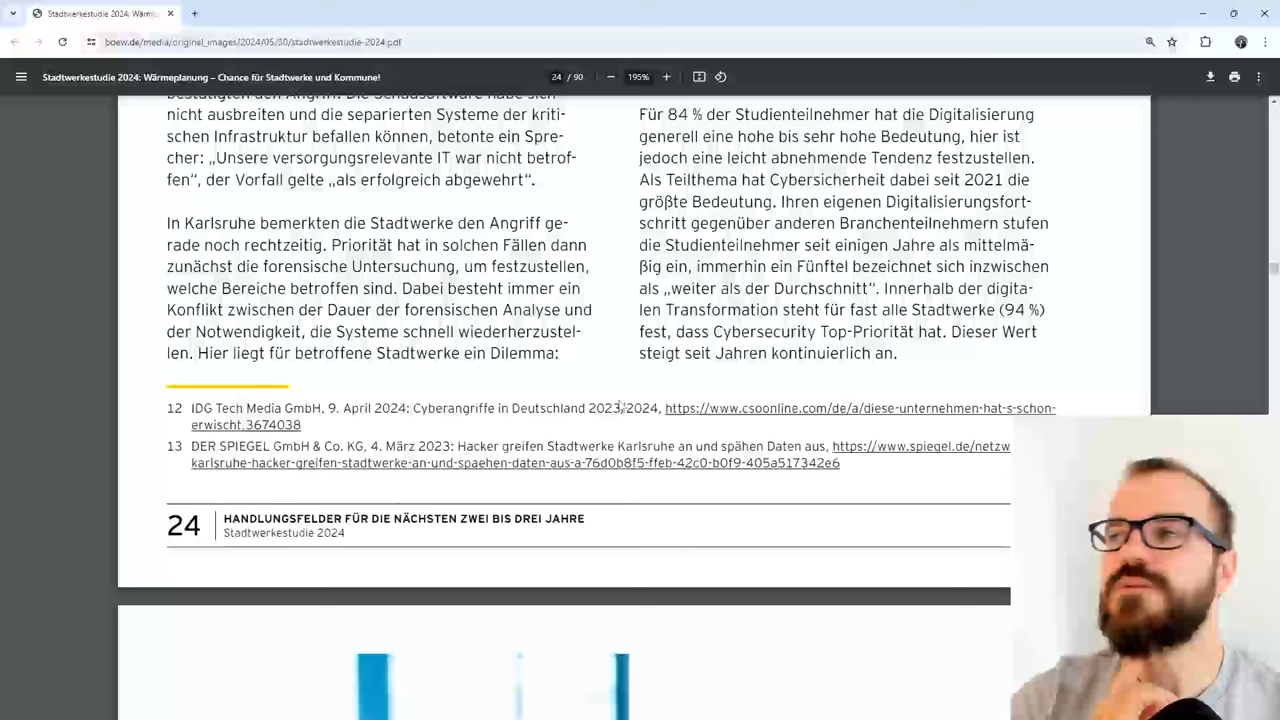 Stadtwerkestudie 2024: Wärm
bdew.de/media/original_images/2024/05/30/stadtwerkestudie-2024.pdf
Stadtwerkestudie 2024: Wärmeplanung – Chance für Stadtwerke und Kommune!
24 / 90
195%
bestätigten den Angriff. Die Schadsoftware habe sich
nicht ausbreiten und die separierten Systeme der kriti-
schen Infrastruktur befallen können, betonte ein Spre-
cher: „Unsere versorgungsrelevante IT war nicht betrof-
fen“, der Vorfall gelte „als erfolgreich abgewehrt“.
In Karlsruhe bemerkten die Stadtwerke den Angriff ge-
rade noch rechtzeitig. Priorität hat in solchen Fällen dann
zunächst die forensische Untersuchung, um festzustellen,
welche Bereiche betroffen sind. Dabei besteht immer ein
Konflikt zwischen der Dauer der forensischen Analyse und
der Notwendigkeit, die Systeme schnell wiederherzustel-
len. Hier liegt für betroffene Stadtwerke ein Dilemma:
Für 84 % der Studienteilnehmer hat die Digitalisierung
generell eine hohe bis sehr hohe Bedeutung, hier ist
jedoch eine leicht abnehmende Tendenz festzustellen.
Als Teilthema hat Cybersicherheit dabei seit 2021 die
größte Bedeutung. Ihren eigenen Digitalisierungsfort-
schritt gegenüber anderen Branchenteilnehmern stufen
die Studienteilnehmer seit einigen Jahre als mittelmä-
ßig ein, immerhin ein Fünftel bezeichnet sich inzwischen
als „weiter als der Durchschnitt“. Innerhalb der digita-
len Transformation steht für fast alle Stadtwerke (94 %)
fest, dass Cybersecurity Top-Priorität hat. Dieser Wert
steigt seit Jahren kontinuierlich an.
12 IDG Tech Media GmbH, 9. April 2024: Cyberangriffe in Deutschland 2023/2024, https://www.csoonline.com/de/a/diese-unternehmen-hat-s-schon-
erwischt,3674038
13 DER SPIEGEL GmbH & Co. KG, 4. März 2023: Hacker greifen Stadtwerke Karlsruhe an und spähen Daten aus, https://www.spiegel.de/netzw
karlsruhe-hacker-greifen-stadtwerke-an-und-spaehen-daten-aus-a-76d0b8f5-ffeb-42c0-b0f9-405a517342e6
24 HANDLUNGSFELDER FÜR DIE NÄCHSTEN ZWEI BIS DREI JAHRE
Stadtwerkestudie 2024